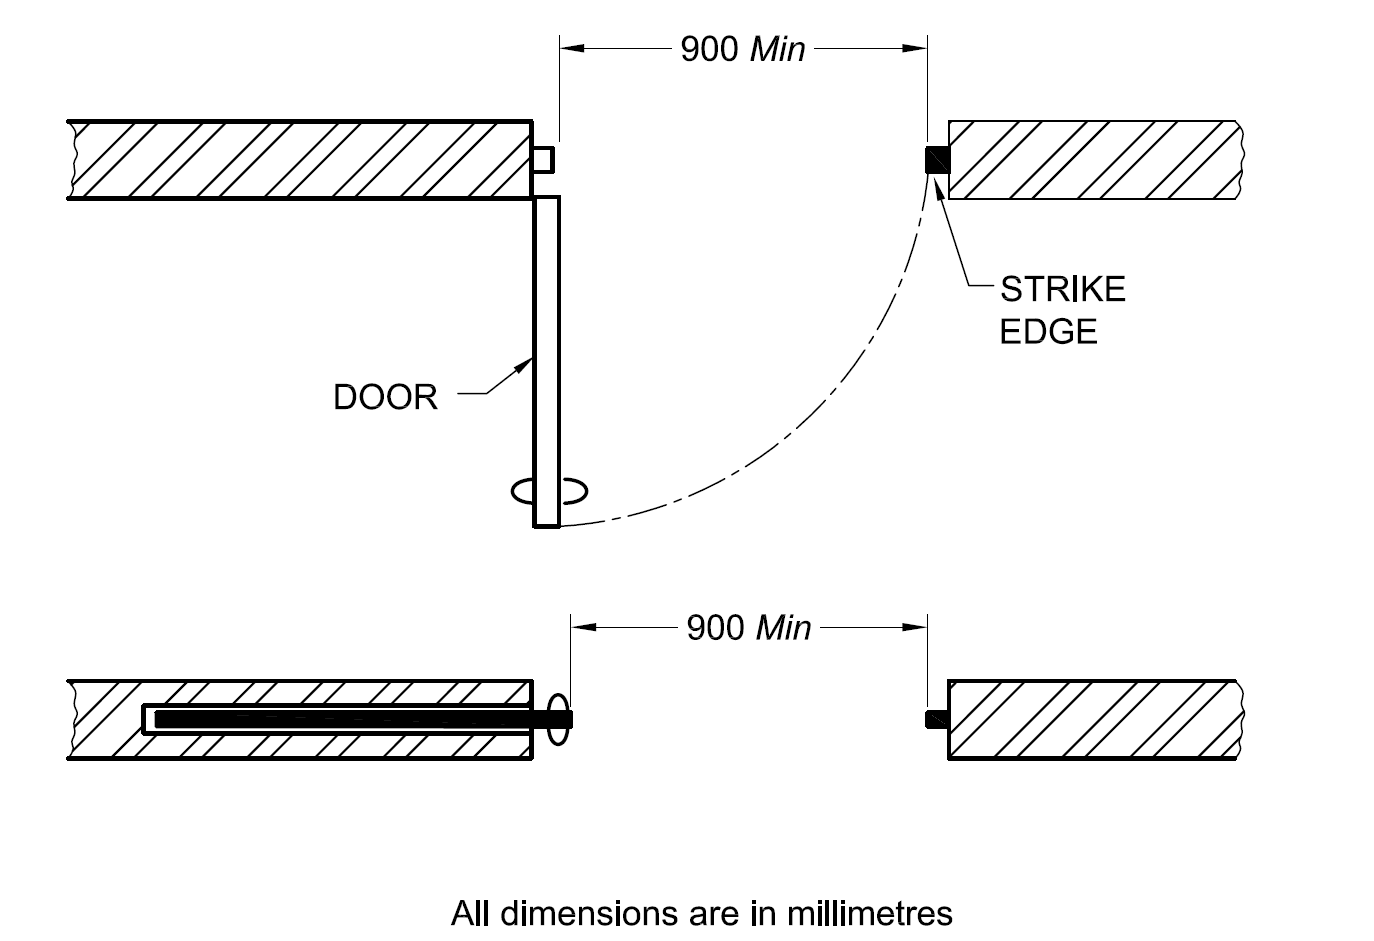 900 Min
STRIKE
EDGE
DOOR
900 Min
All dimensions are in millimetres